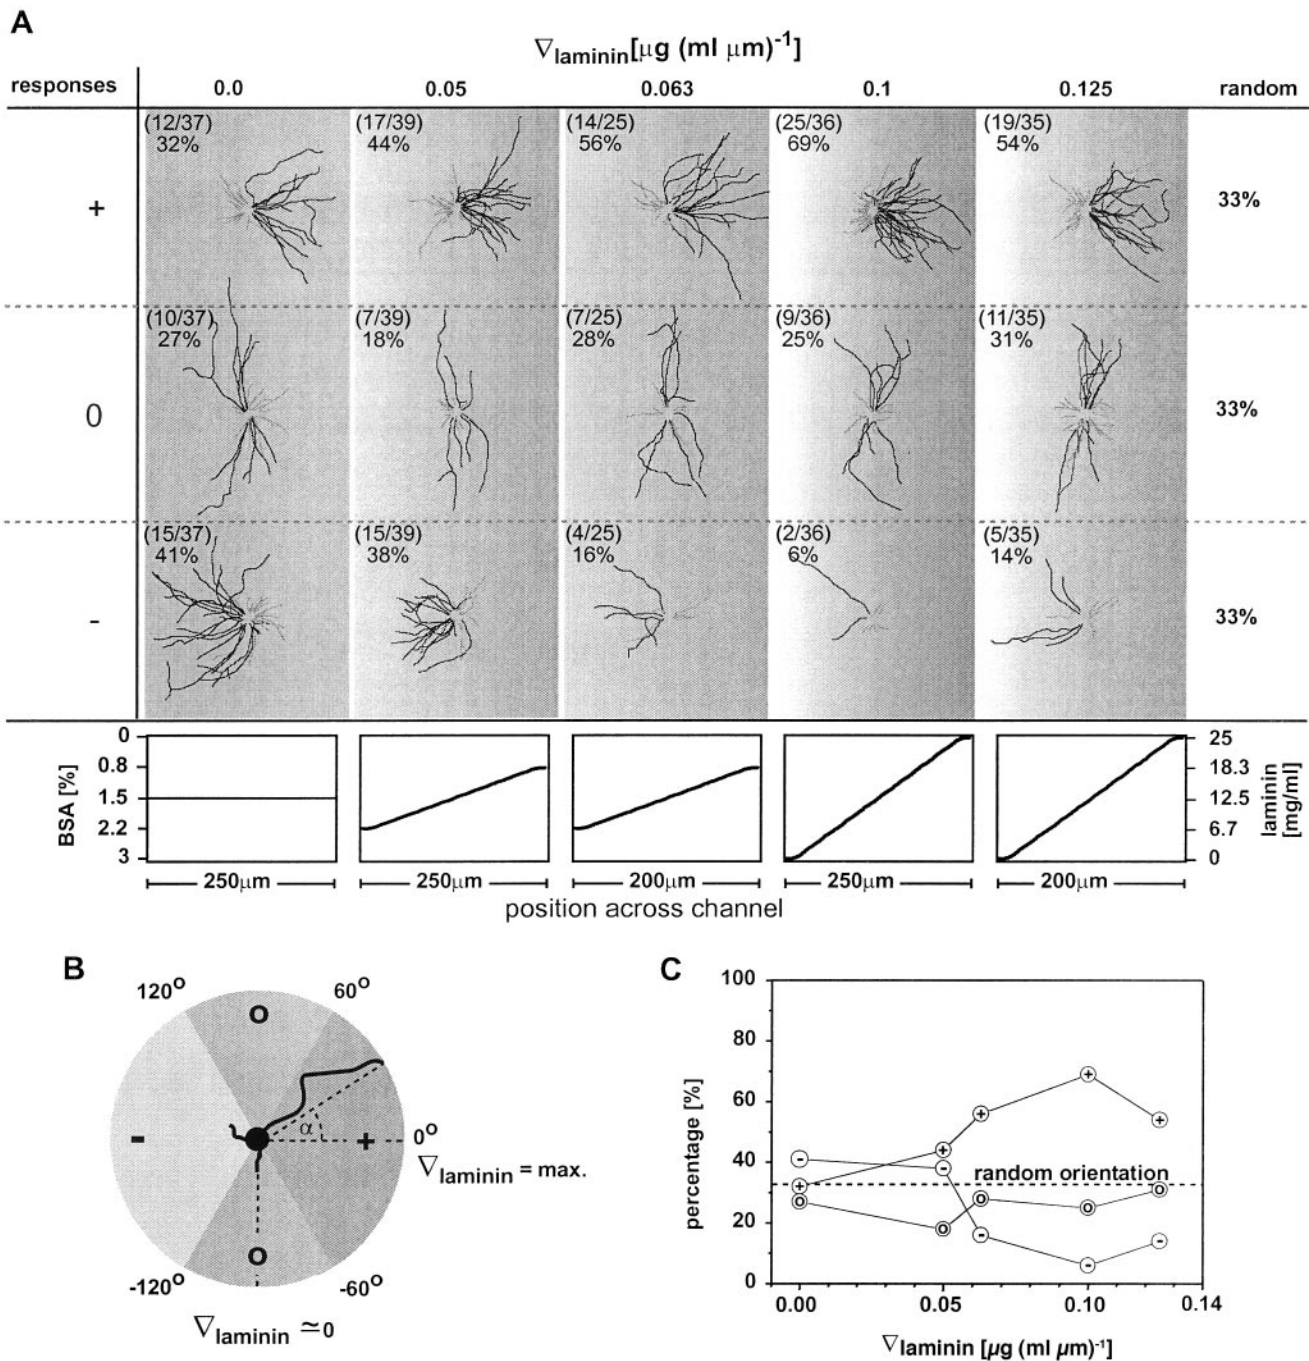 A
∇laminin[µg (ml µm)-1]
responses 0.0 0.05 0.063 0.1 0.125 random
(12/37) (17/39) (14/25) (25/36) (19/35)
32% 44% 56% 69% 54%
+ 33%
(10/37) (7/39) (7/25) (9/36) (11/35)
27% 18% 28% 25% 31%
0 33%
(15/37) (15/39) (4/25) (2/36) (5/35)
41% 38% 16% 6% 14%
- 33%
BSA [%]
0 25
0.8 18.3
1.5 12.5
2.2 6.7
3 0
laminin
[mg/ml]
250µm 250µm 200µm 250µm 200µm
position across channel
B
120o 60o
o
- α + 0o
∇laminin = max.
o
-120o -60o
∇laminin ≃0
C
percentage [%]
100
80
60
40
20
0
random orientation
0.00 0.05 0.10 0.14
∇laminin [µg (ml µm)-1]